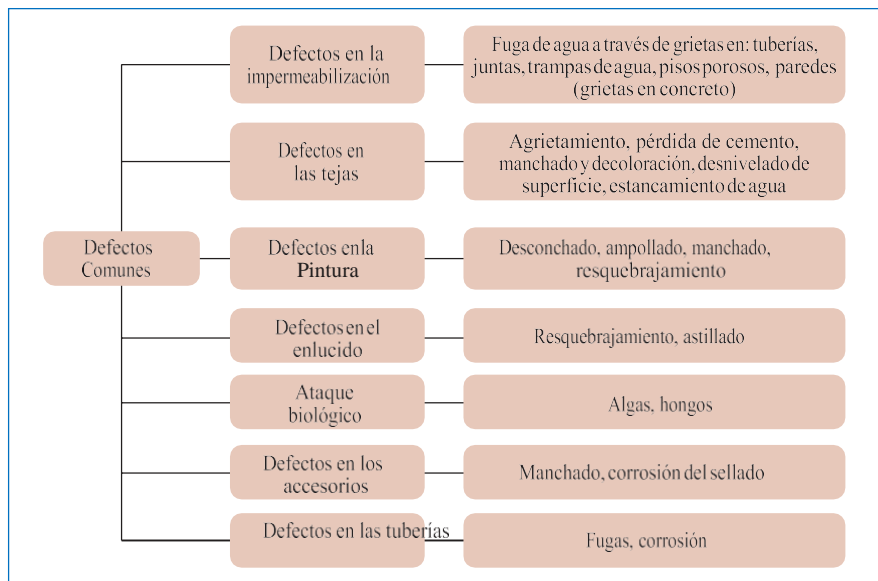 Defectos en la
impermeabilización
Fuga de agua a través de grietas en: tuberías,
juntas, trampas de agua, pisos porosos, paredes
(grietas en concreto)
Defectos en
las tejas
Agrietamiento, pérdida de cemento,
manchado y decoloración, desnivelado de
superficie, estancamiento de agua
Defectos
Comunes
Defectos enla
Pintura
Desconchado, ampollado, manchado,
resquebrajamiento
Defectos en el
enlucido
Resquebrajamiento, astillado
Ataque
biológico
Algas, hongos
Defectos en los
accesorios
Manchado, corrosión del sellado
Defectos en las tuberías
Fugas, corrosión